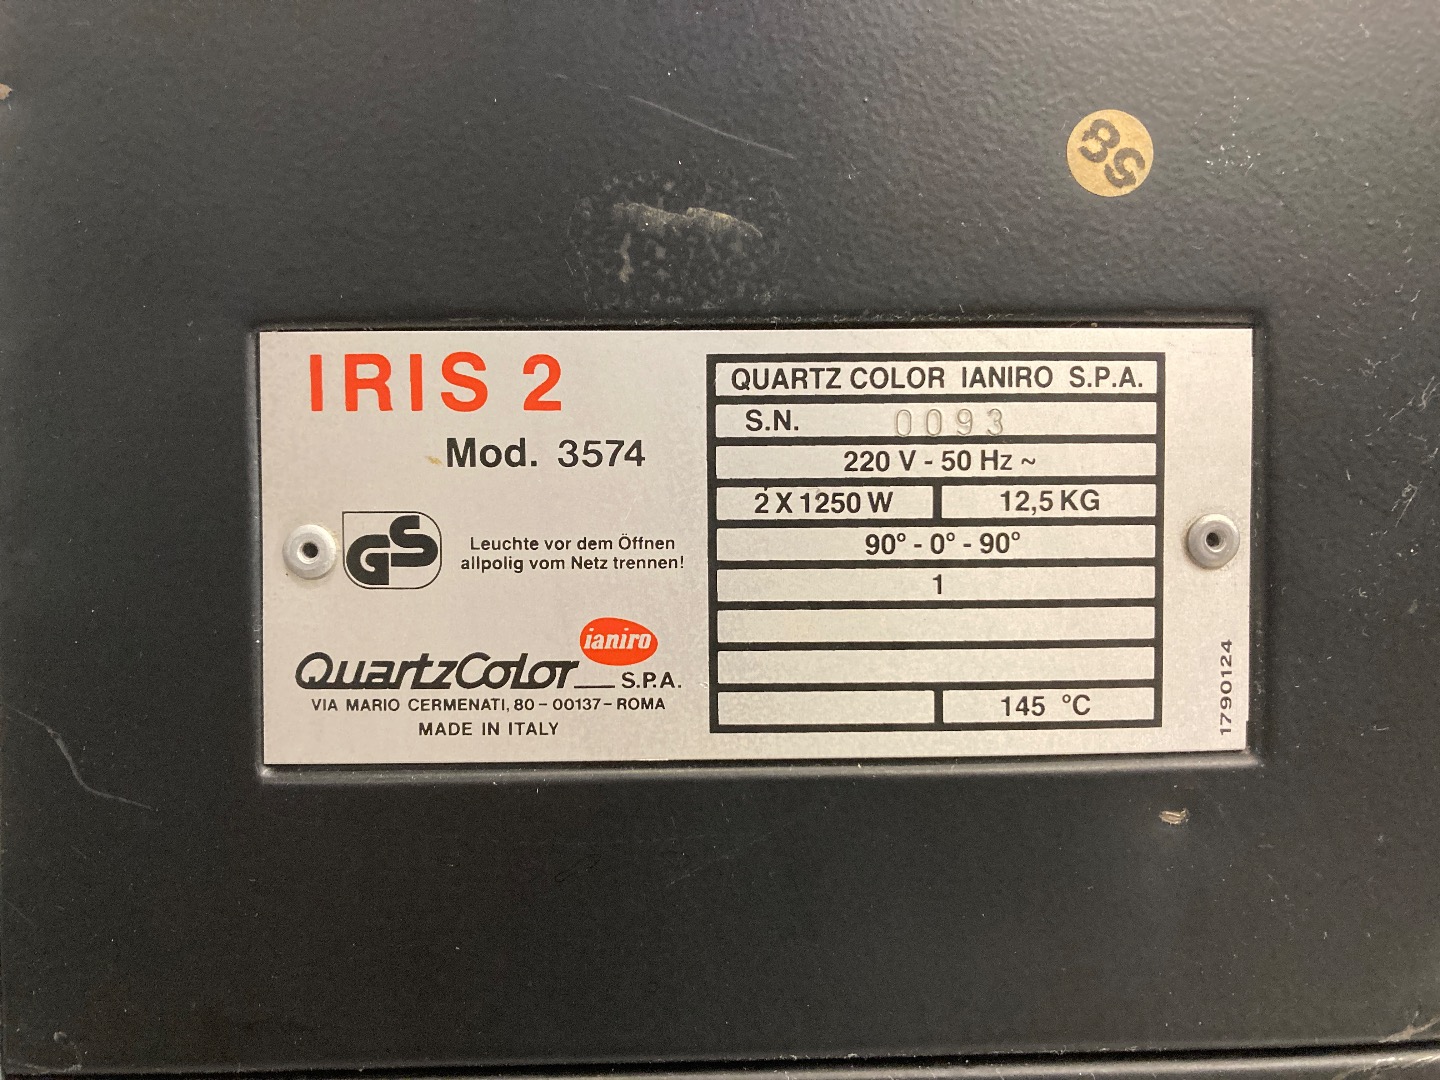 85
IRIS 2
Mod. 3574
GS
Leuchte vor dem Öffnen
allpolig vom Netz trennen!
ianiro
QuartzColor S.P.A.
VIA MARIO CERMENATI, 80 - 00137 - ROMA
MADE IN ITALY
QUARTZ COLOR IANIRO S.P.A.
S.N. 0093
220 V - 50 Hz ~
2 X 1250 W 12,5 KG
90° - 0° - 90°
1
145 °C
1790124